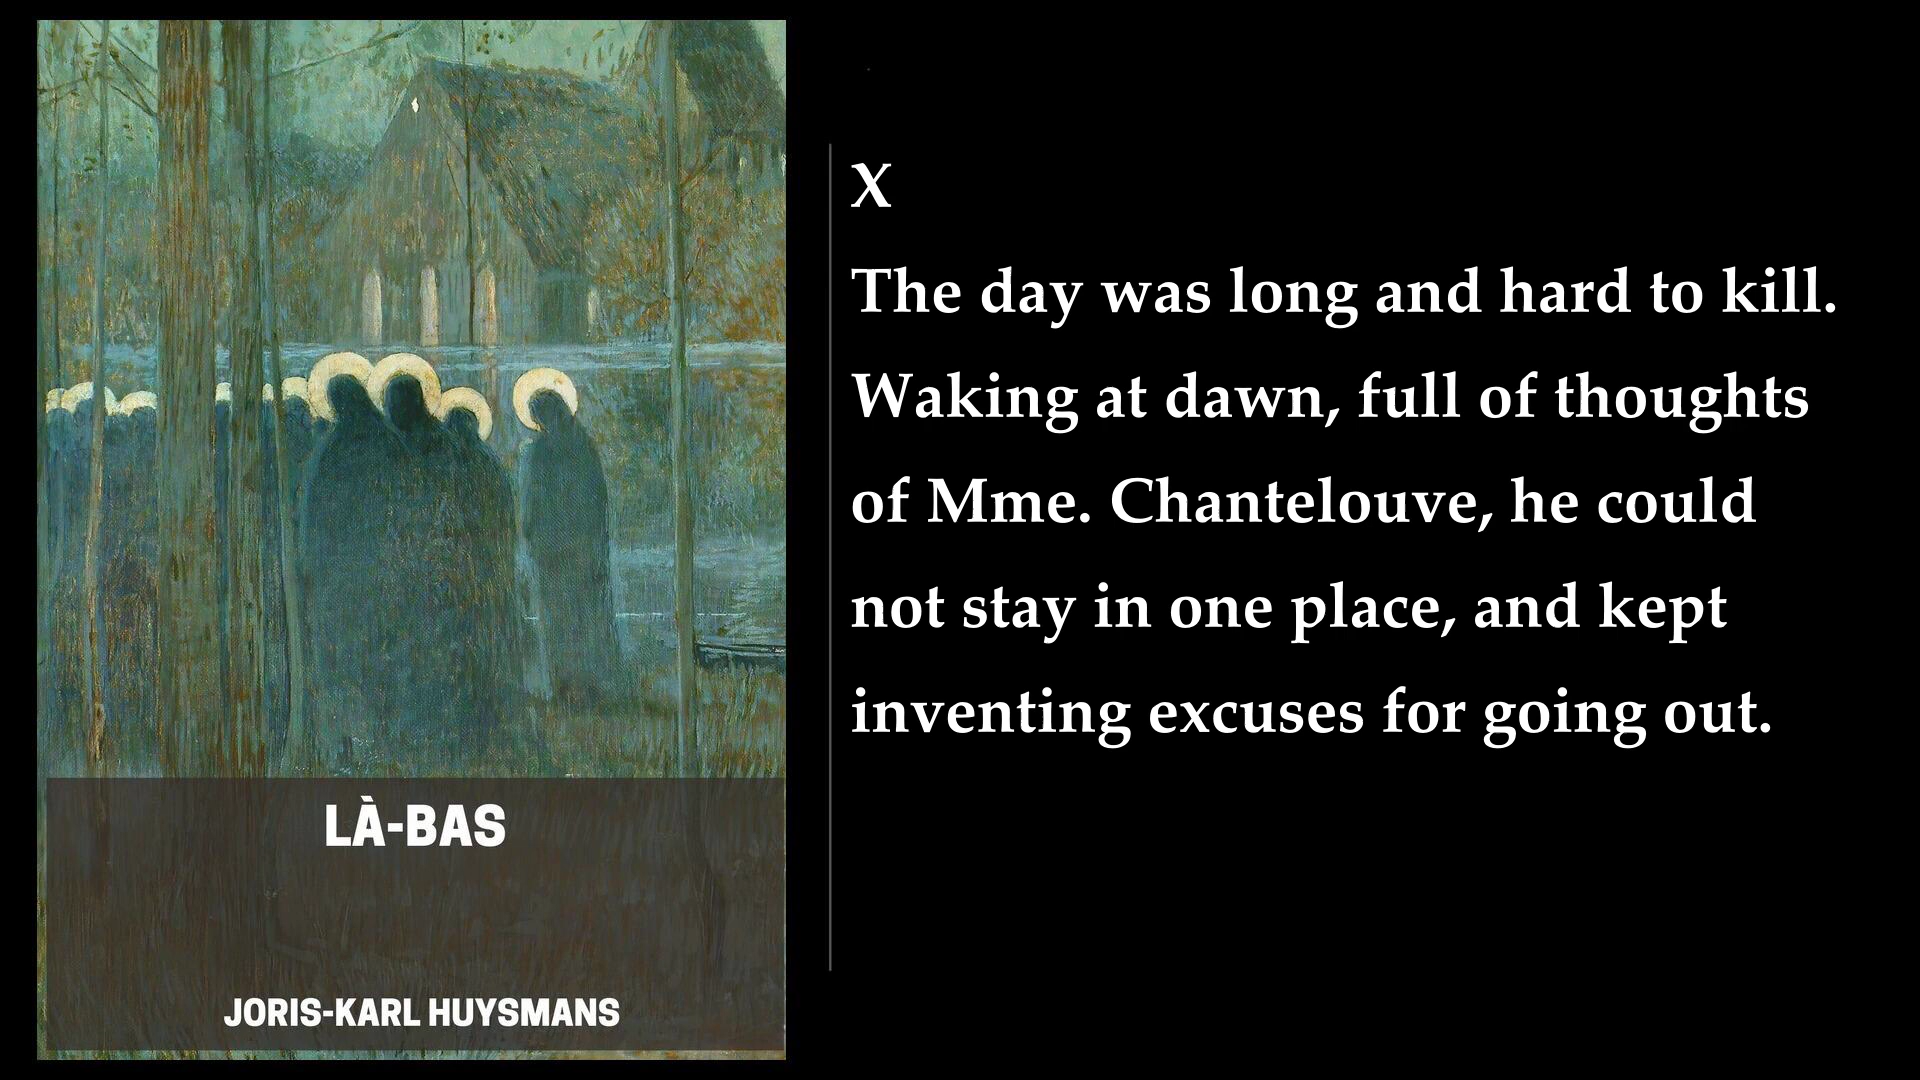 LÀ-BAS
JORIS-KARL HUYSMANS
X
The day was long and hard to kill.
Waking at dawn, full of thoughts
of Mme. Chantelouve, he could
not stay in one place, and kept
inventing excuses for going out.